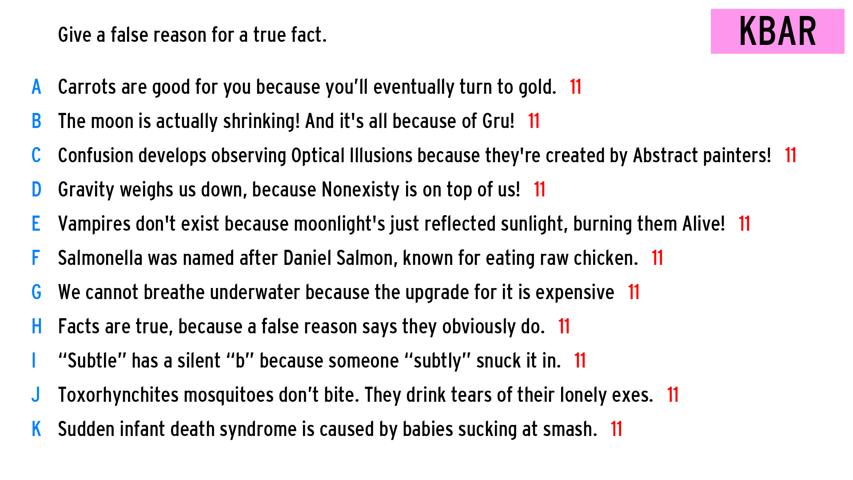 Give a false reason for a true fact.
KBAR
A Carrots are good for you because you’ll eventually turn to gold. 11
B The moon is actually shrinking! And it's all because of Gru! 11
C Confusion develops observing Optical Illusions because they're created by Abstract painters! 11
D Gravity weighs us down, because Nonexisty is on top of us! 11
E Vampires don't exist because moonlight's just reflected sunlight, burning them Alive! 11
F Salmonella was named after Daniel Salmon, known for eating raw chicken. 11
G We cannot breathe underwater because the upgrade for it is expensive 11
H Facts are true, because a false reason says they obviously do. 11
I “Subtle” has a silent “b” because someone “subtly” snuck it in. 11
J Toxorhynchites mosquitoes don’t bite. They drink tears of their lonely exes. 11
K Sudden infant death syndrome is caused by babies sucking at smash. 11